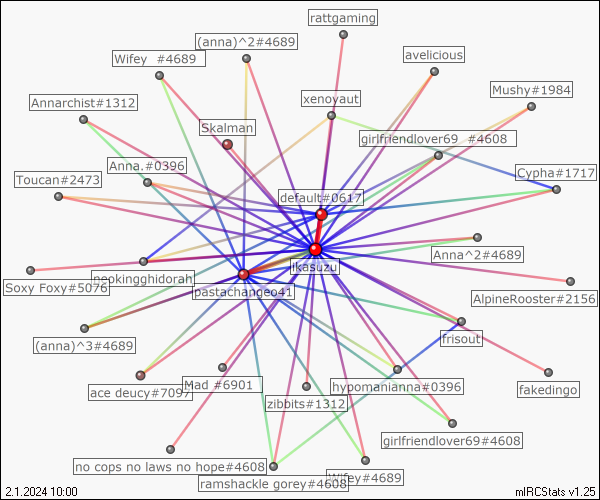 rattgaming
(anna)^2#4689
Wifey #4689
avelicious
Mushy#1984
Annarchist#1312
xenoyaut
Skalman
girlfriendlover69 #4608
Anna.#0396
Cypha#1717
Toucan#2473
default#0617
Anna^2#4689
ikasuzu
neokingghidorah
Soxy Foxy#5076
pastachangeo41
AlpineRooster#2156
(anna)^3#4689
frisout
Mad #6901
hypomanianna#0396
ace deucy#7097
fakedingo
zibbits#1312
girlfriendlover69#4608
no cops no laws no hope#4608
Wifey#4689
ramshackle gorey#4608
2.1.2024 10:00
mIRCStats v1.25